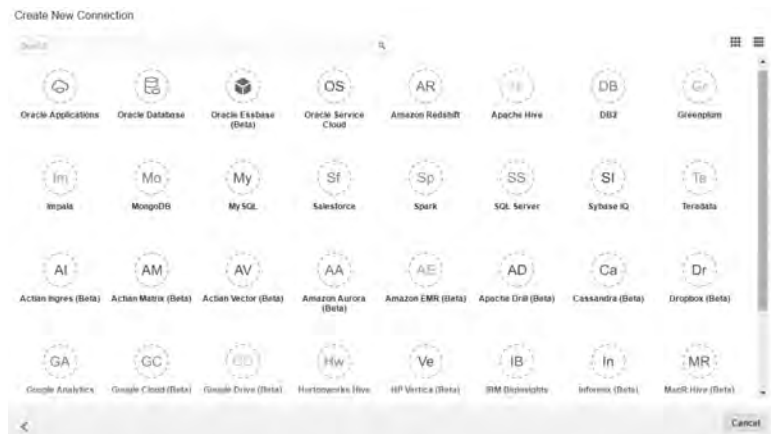 Create New Connection
Search
OS AR Hi DB Gr
Oracle Applications Oracle Database Oracle Essbase (Beta) Oracle Service Cloud Amazon Redshift Apache Hive DB2 Greenplum
Im Mo My Sf Sp SS SI Te
Impala MongoDB MySQL Salesforce Spark SQL Server Sybase IQ Teradata
AI AM AV AA AE AD Ca Dr
Actian Ingres (Beta) Actian Matrix (Beta) Actian Vector (Beta) Amazon Aurora (Beta) Amazon EMR (Beta) Apache Drill (Beta) Cassandra (Beta) Dropbox (Beta)
GA GC GD Hw Ve IB In MR
Google Analytics Google Cloud (Beta) Google Drive (Beta) Hortonworks Hive HP Vertica (Beta) IBM BigInsights Informix (Beta) MapR Hive (Beta)
Cancel